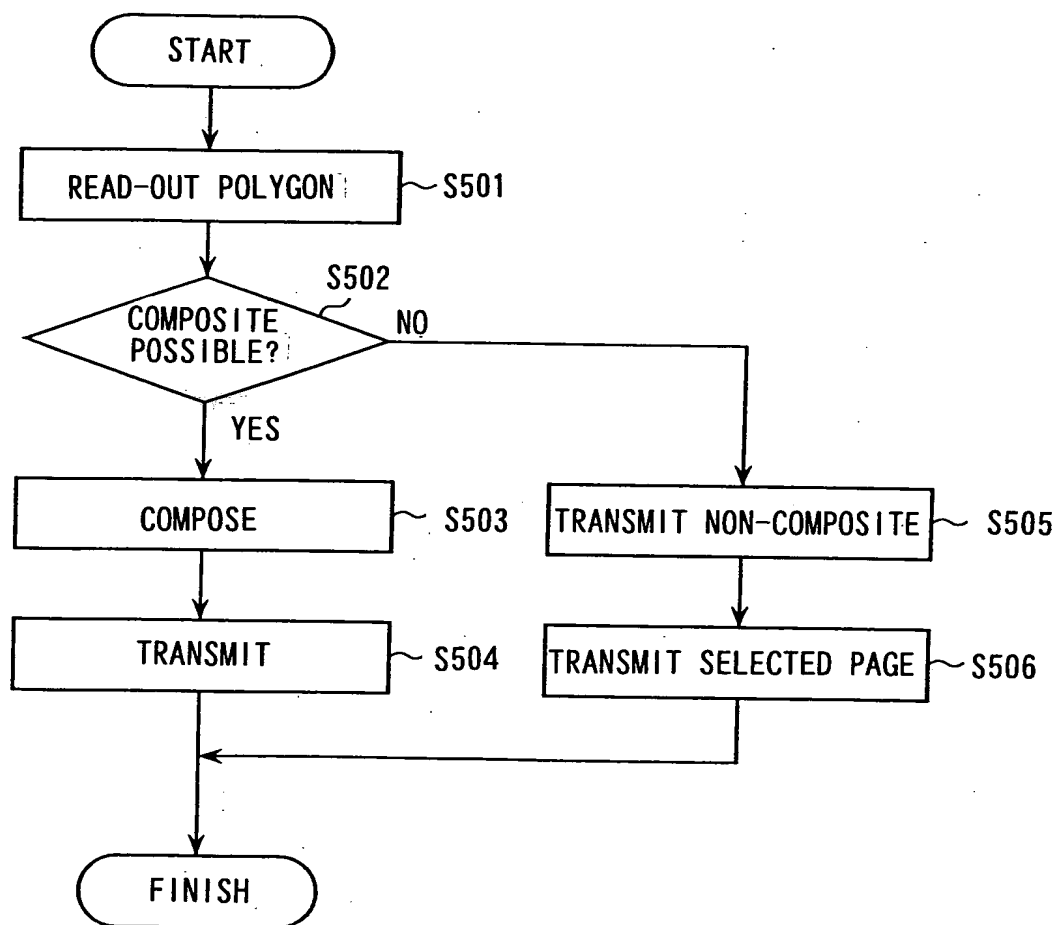 START
READ-OUT POLYGON
S501
S502
COMPOSITE
POSSIBLE?
NO
YES
COMPOSE
S503
TRANSMIT NON-COMPOSITE
S505
TRANSMIT
S504
TRANSMIT SELECTED PAGE
S506
FINISH